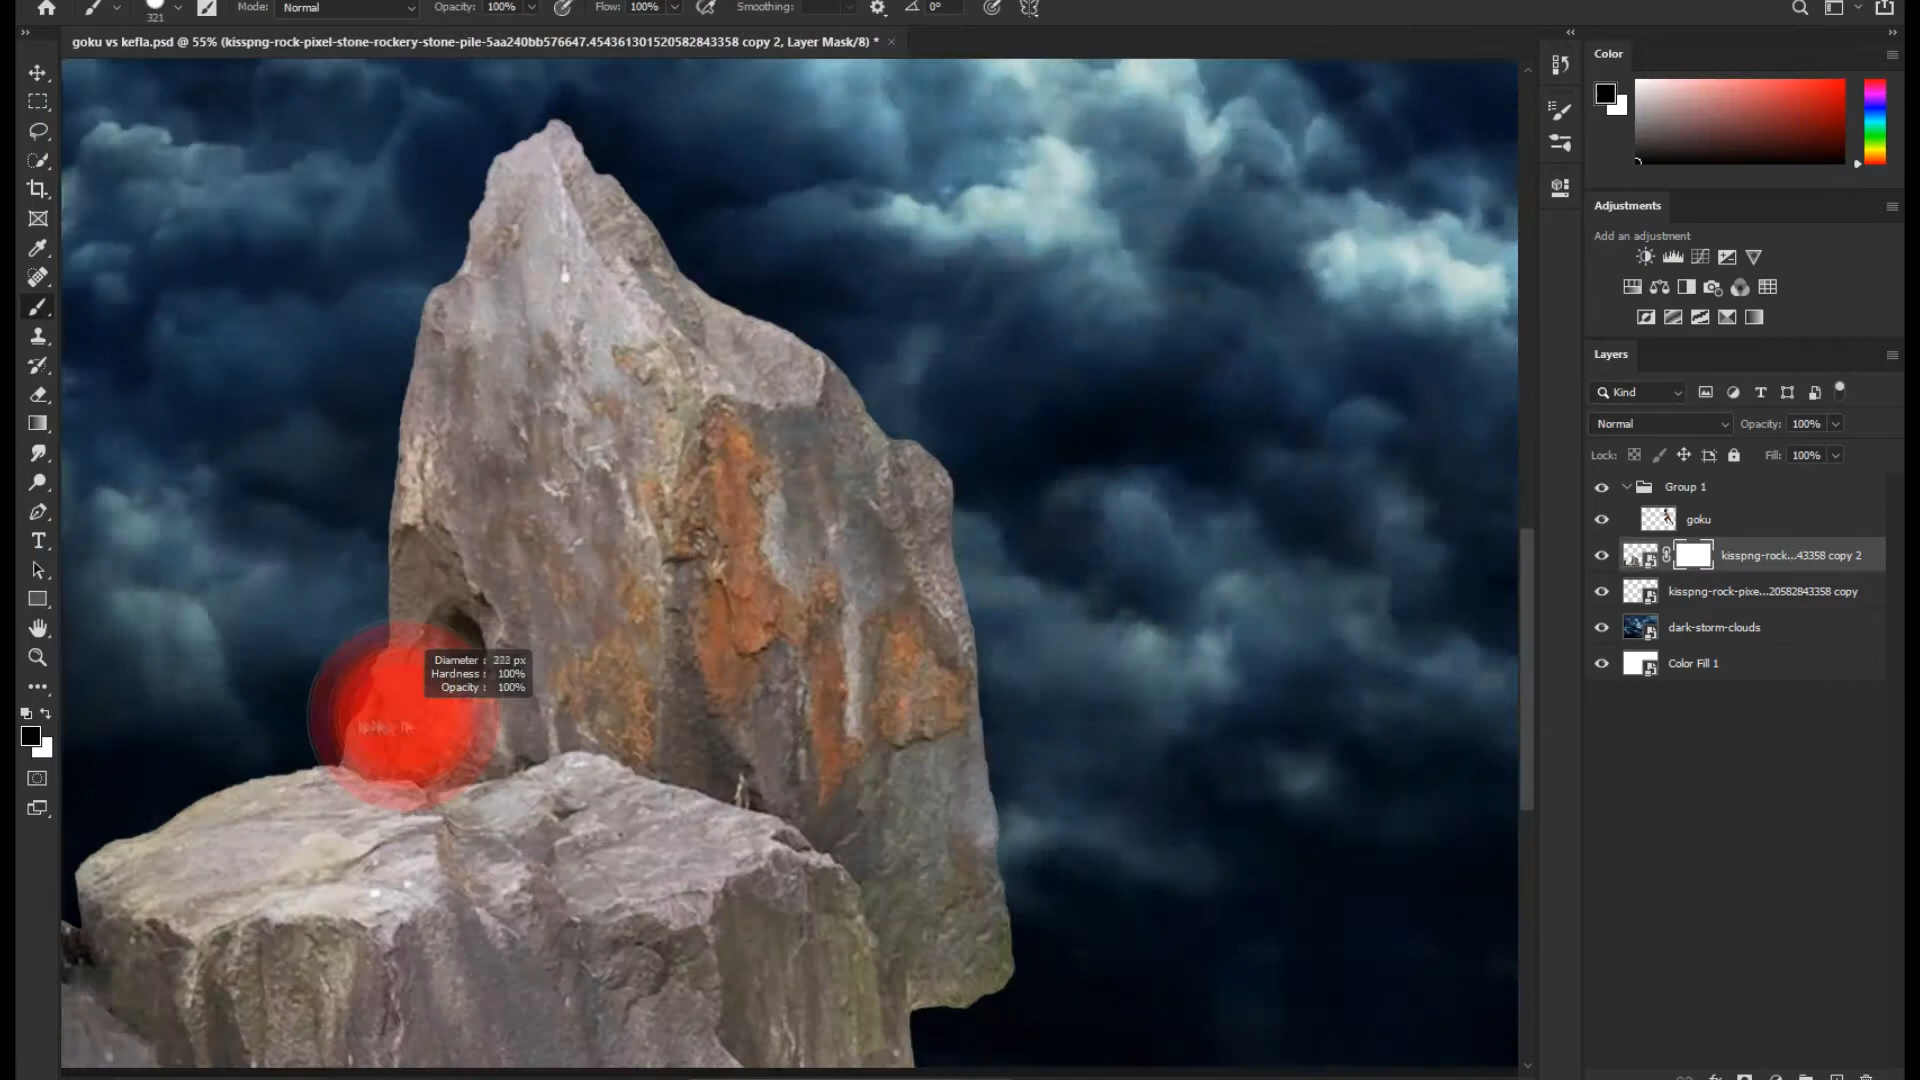 321
Mode:
Normal
Opacity:
100%
Flow:
100%
Smoothing:
0°
goku vs kefla.psd @ 55% (kisspng-rock-pixel-stone-rockery-stone-pile-5aa240bb576647.454361301520582843358 copy 2, Layer Mask/8) *
Diameter : 223 px
Hardness : 100%
Opacity : 100%
Color
Adjustments
Add an adjustment
Layers
Kind
Normal
Opacity:
100%
Lock:
Fill:
100%
Group 1
goku
kisspng-rock...43358 copy 2
kisspng-rock-pixe...20582843358 copy
dark-storm-clouds
Color Fill 1